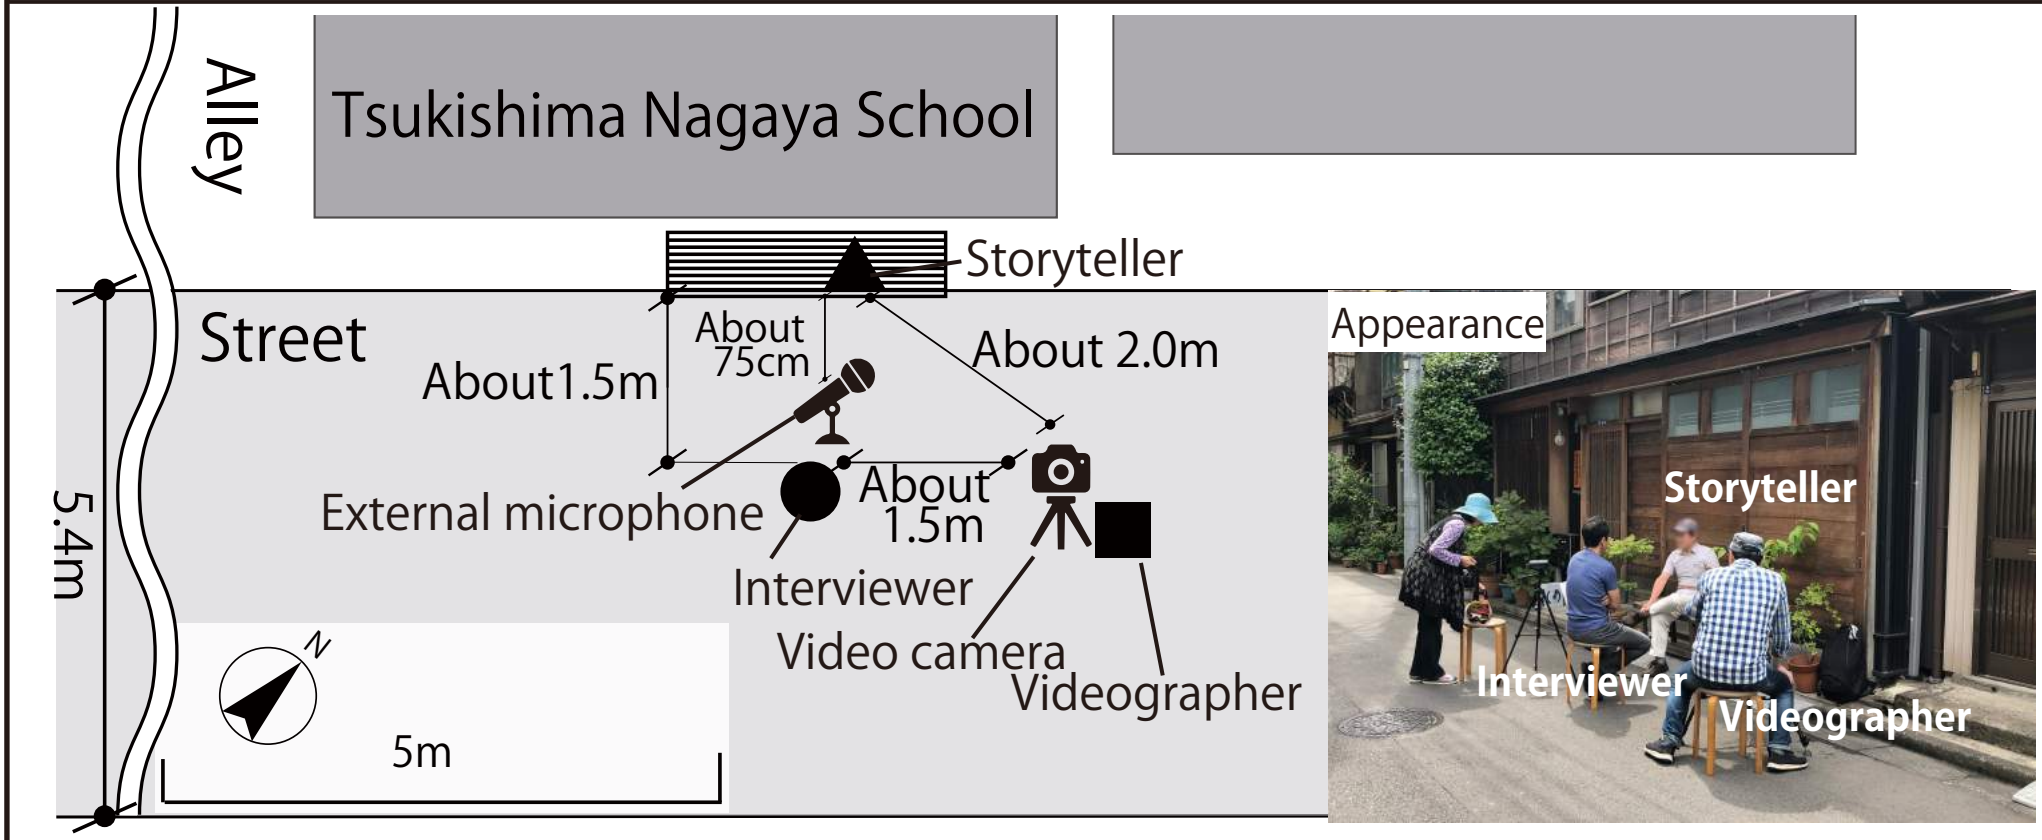 Alley
Tsukishima Nagaya School
Storyteller
Street
About
75cm
About1.5m
About 2.0m
Appearance
External microphone
About
1.5m
5.4m
Interviewer
Video camera
Videographer
N
5m
Storyteller
Interviewer
Videographer